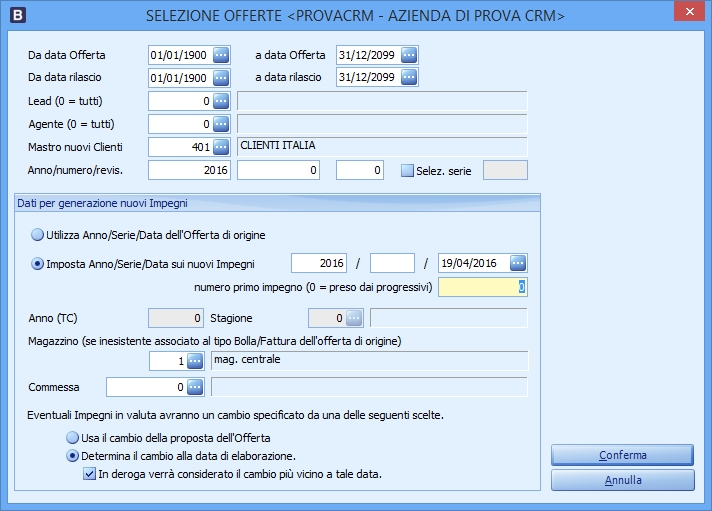 B SELEZIONE OFFERTE <PROVACRM - AZIENDA DI PROVA CRM>
Da data Offerta 01/01/1900 ... a data Offerta 31/12/2099 ...
Da data rilascio 01/01/1900 ... a data rilascio 31/12/2099 ...
Lead (0 = tutti) 0 ...
Agente (0 = tutti) 0 ...
Mastro nuovi Clienti 401 ... CLIENTI ITALIA
Anno/numero/revis. 2016 0 0 Selez. serie
Dati per generazione nuovi Impegni
Utilizza Anno/Serie/Data dell'Offerta di origine
Imposta Anno/Serie/Data sui nuovi Impegni 2016 / / 19/04/2016 ...
numero primo impegno (0 = preso dai progressivi) 0
Anno (TC) 0 Stagione 0 ...
Magazzino (se inesistente associato al tipo Bolla/Fattura dell'offerta di origine)
1 ... mag. centrale
Commessa 0 ...
Eventuali Impegni in valuta avranno un cambio specificato da una delle seguenti scelte.
Usa il cambio della proposta dell'Offerta
Determina il cambio alla data di elaborazione.
In deroga verrà considerato il cambio più vicino a tale data.
Conferma
Annulla